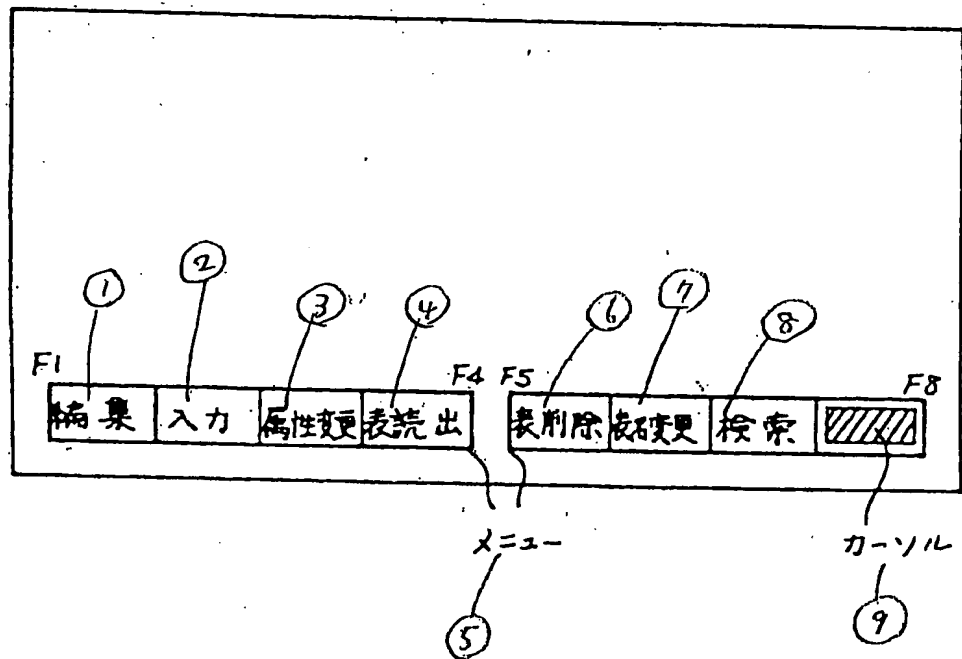 ① ② ③ ④ ⑥ ⑦ ⑧
F1 F4 F5 F8
編集 入力 属性変更 表読出 表削除 表名変更 検索
メニュー カーソル
⑤ ⑨